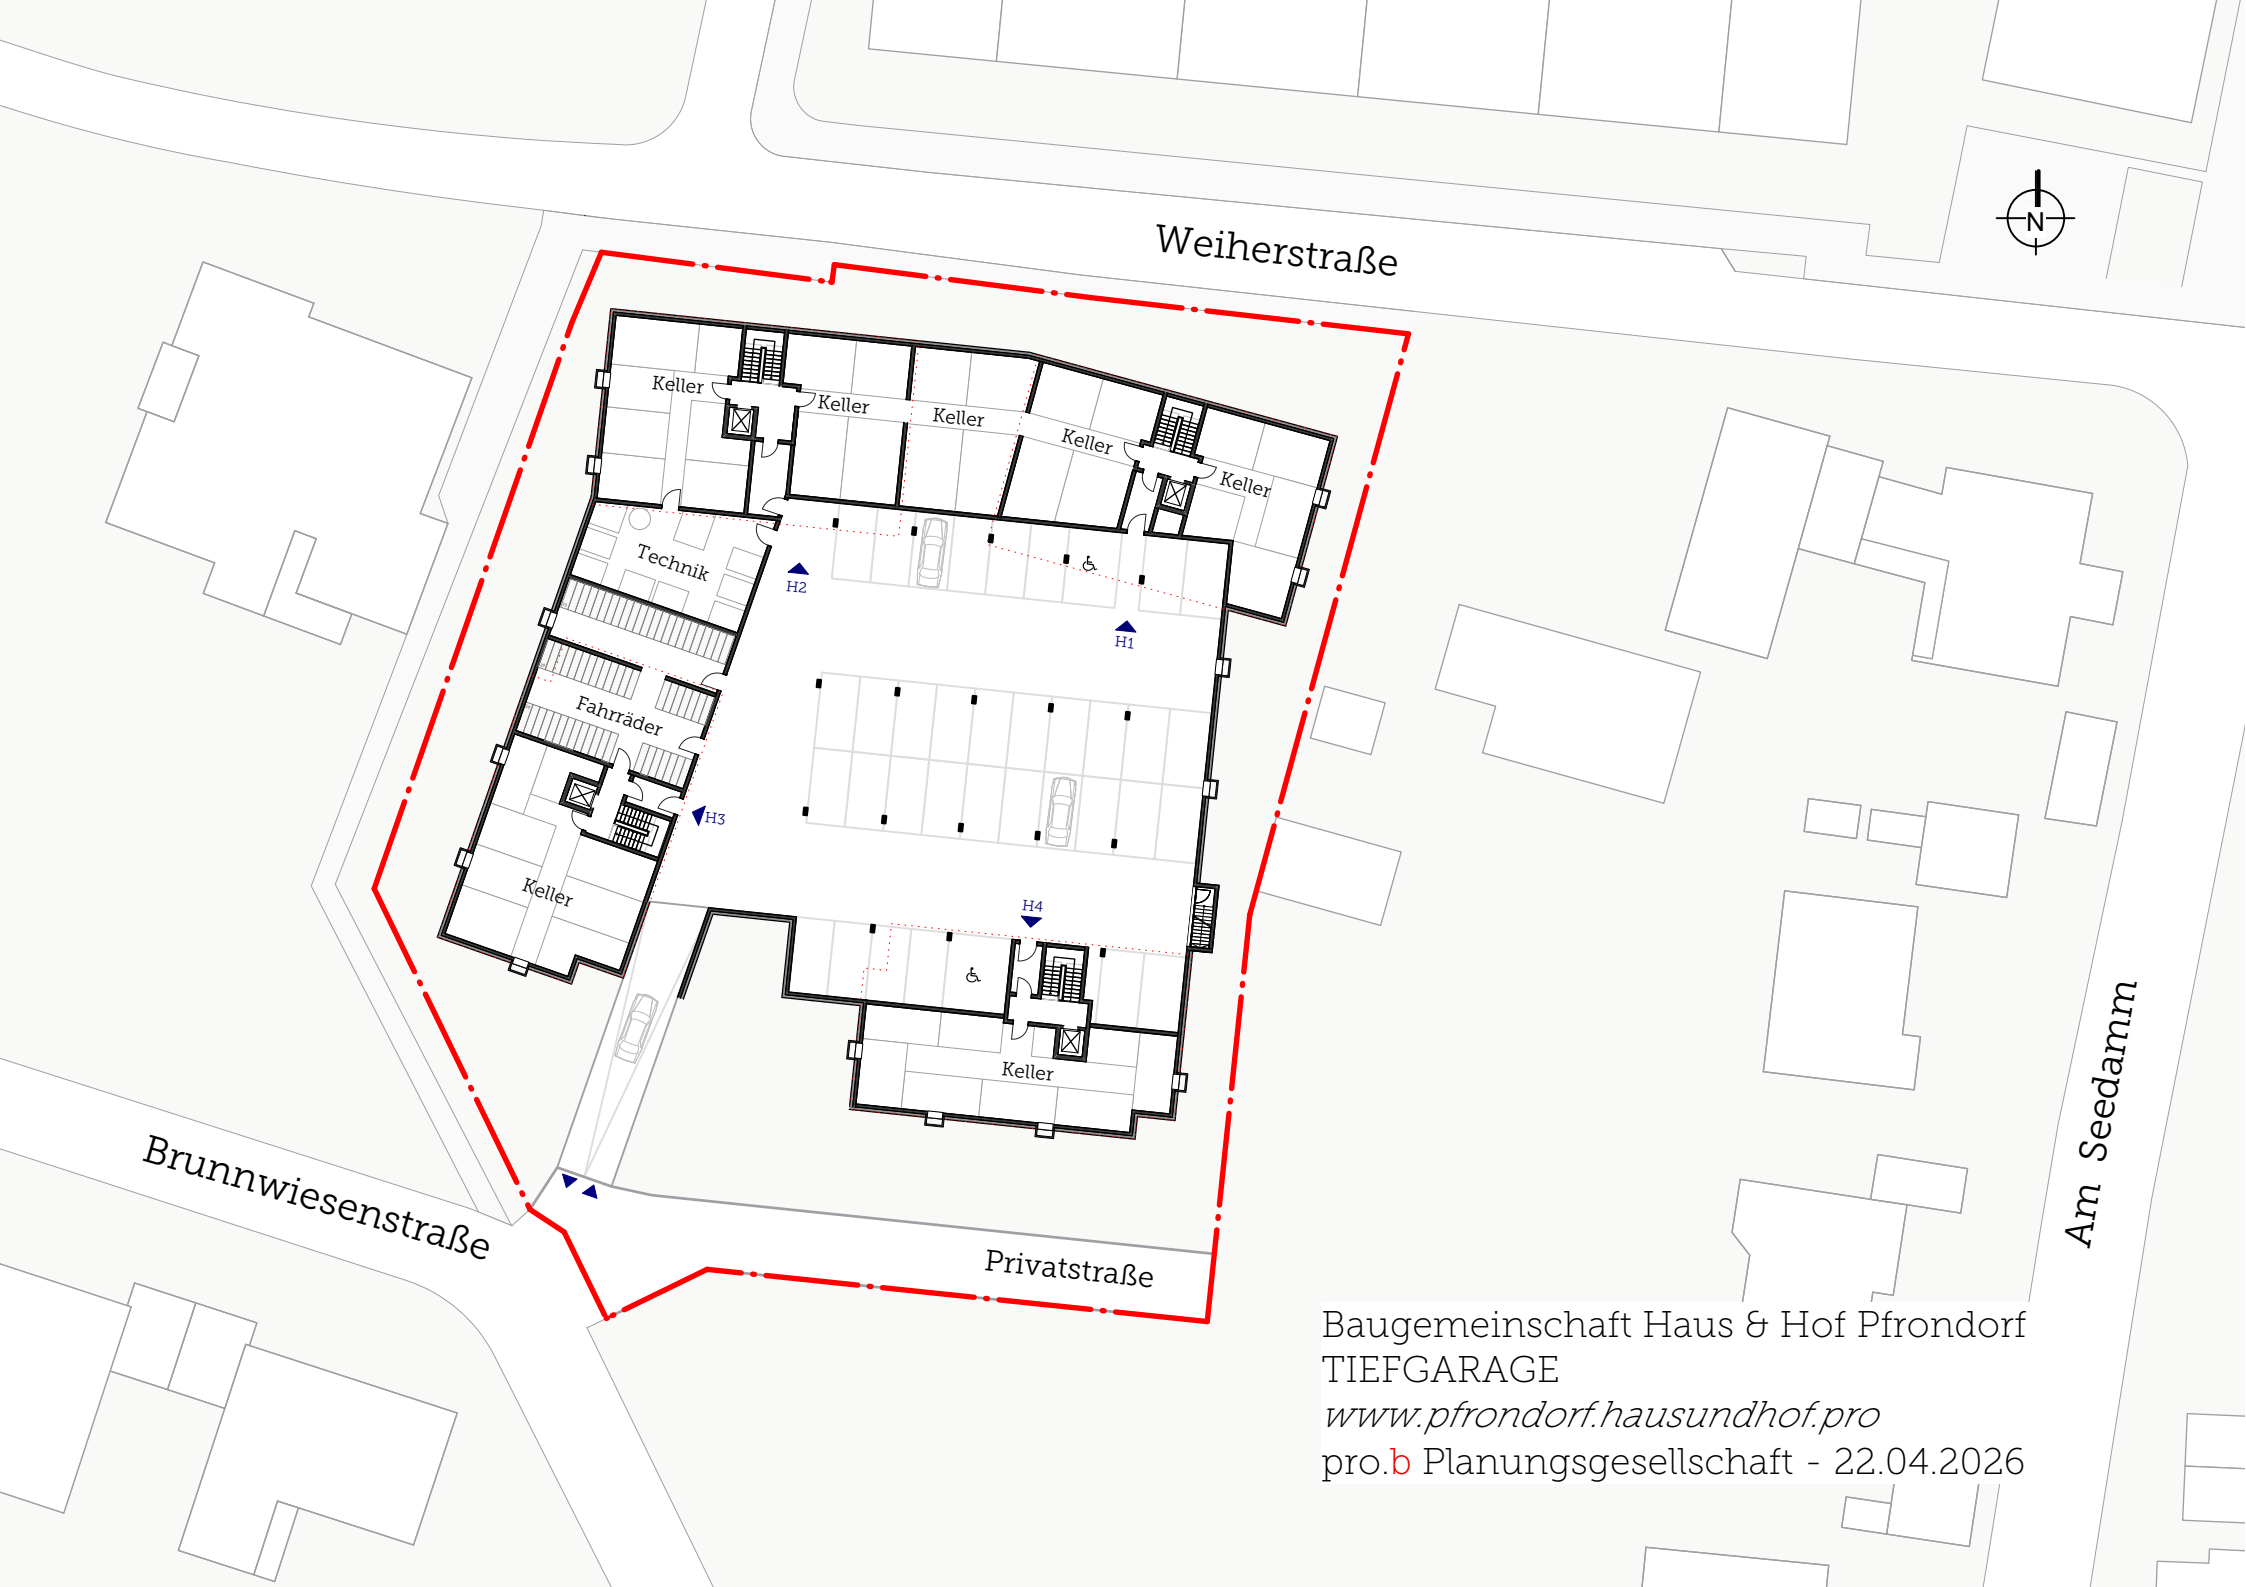 Weiherstraße
N
Keller
Keller
Keller
Keller
Keller
Technik
H2
H1
Fahrräder
H3
Keller
H4
Keller
Am Seedamm
Brunnwiesenstraße
Privatstraße
Baugemeinschaft Haus & Hof Pfrondorf
TIEFGARAGE
www.pfrondorf.hausundhof.pro
pro.b Planungsgesellschaft - 22.04.2026